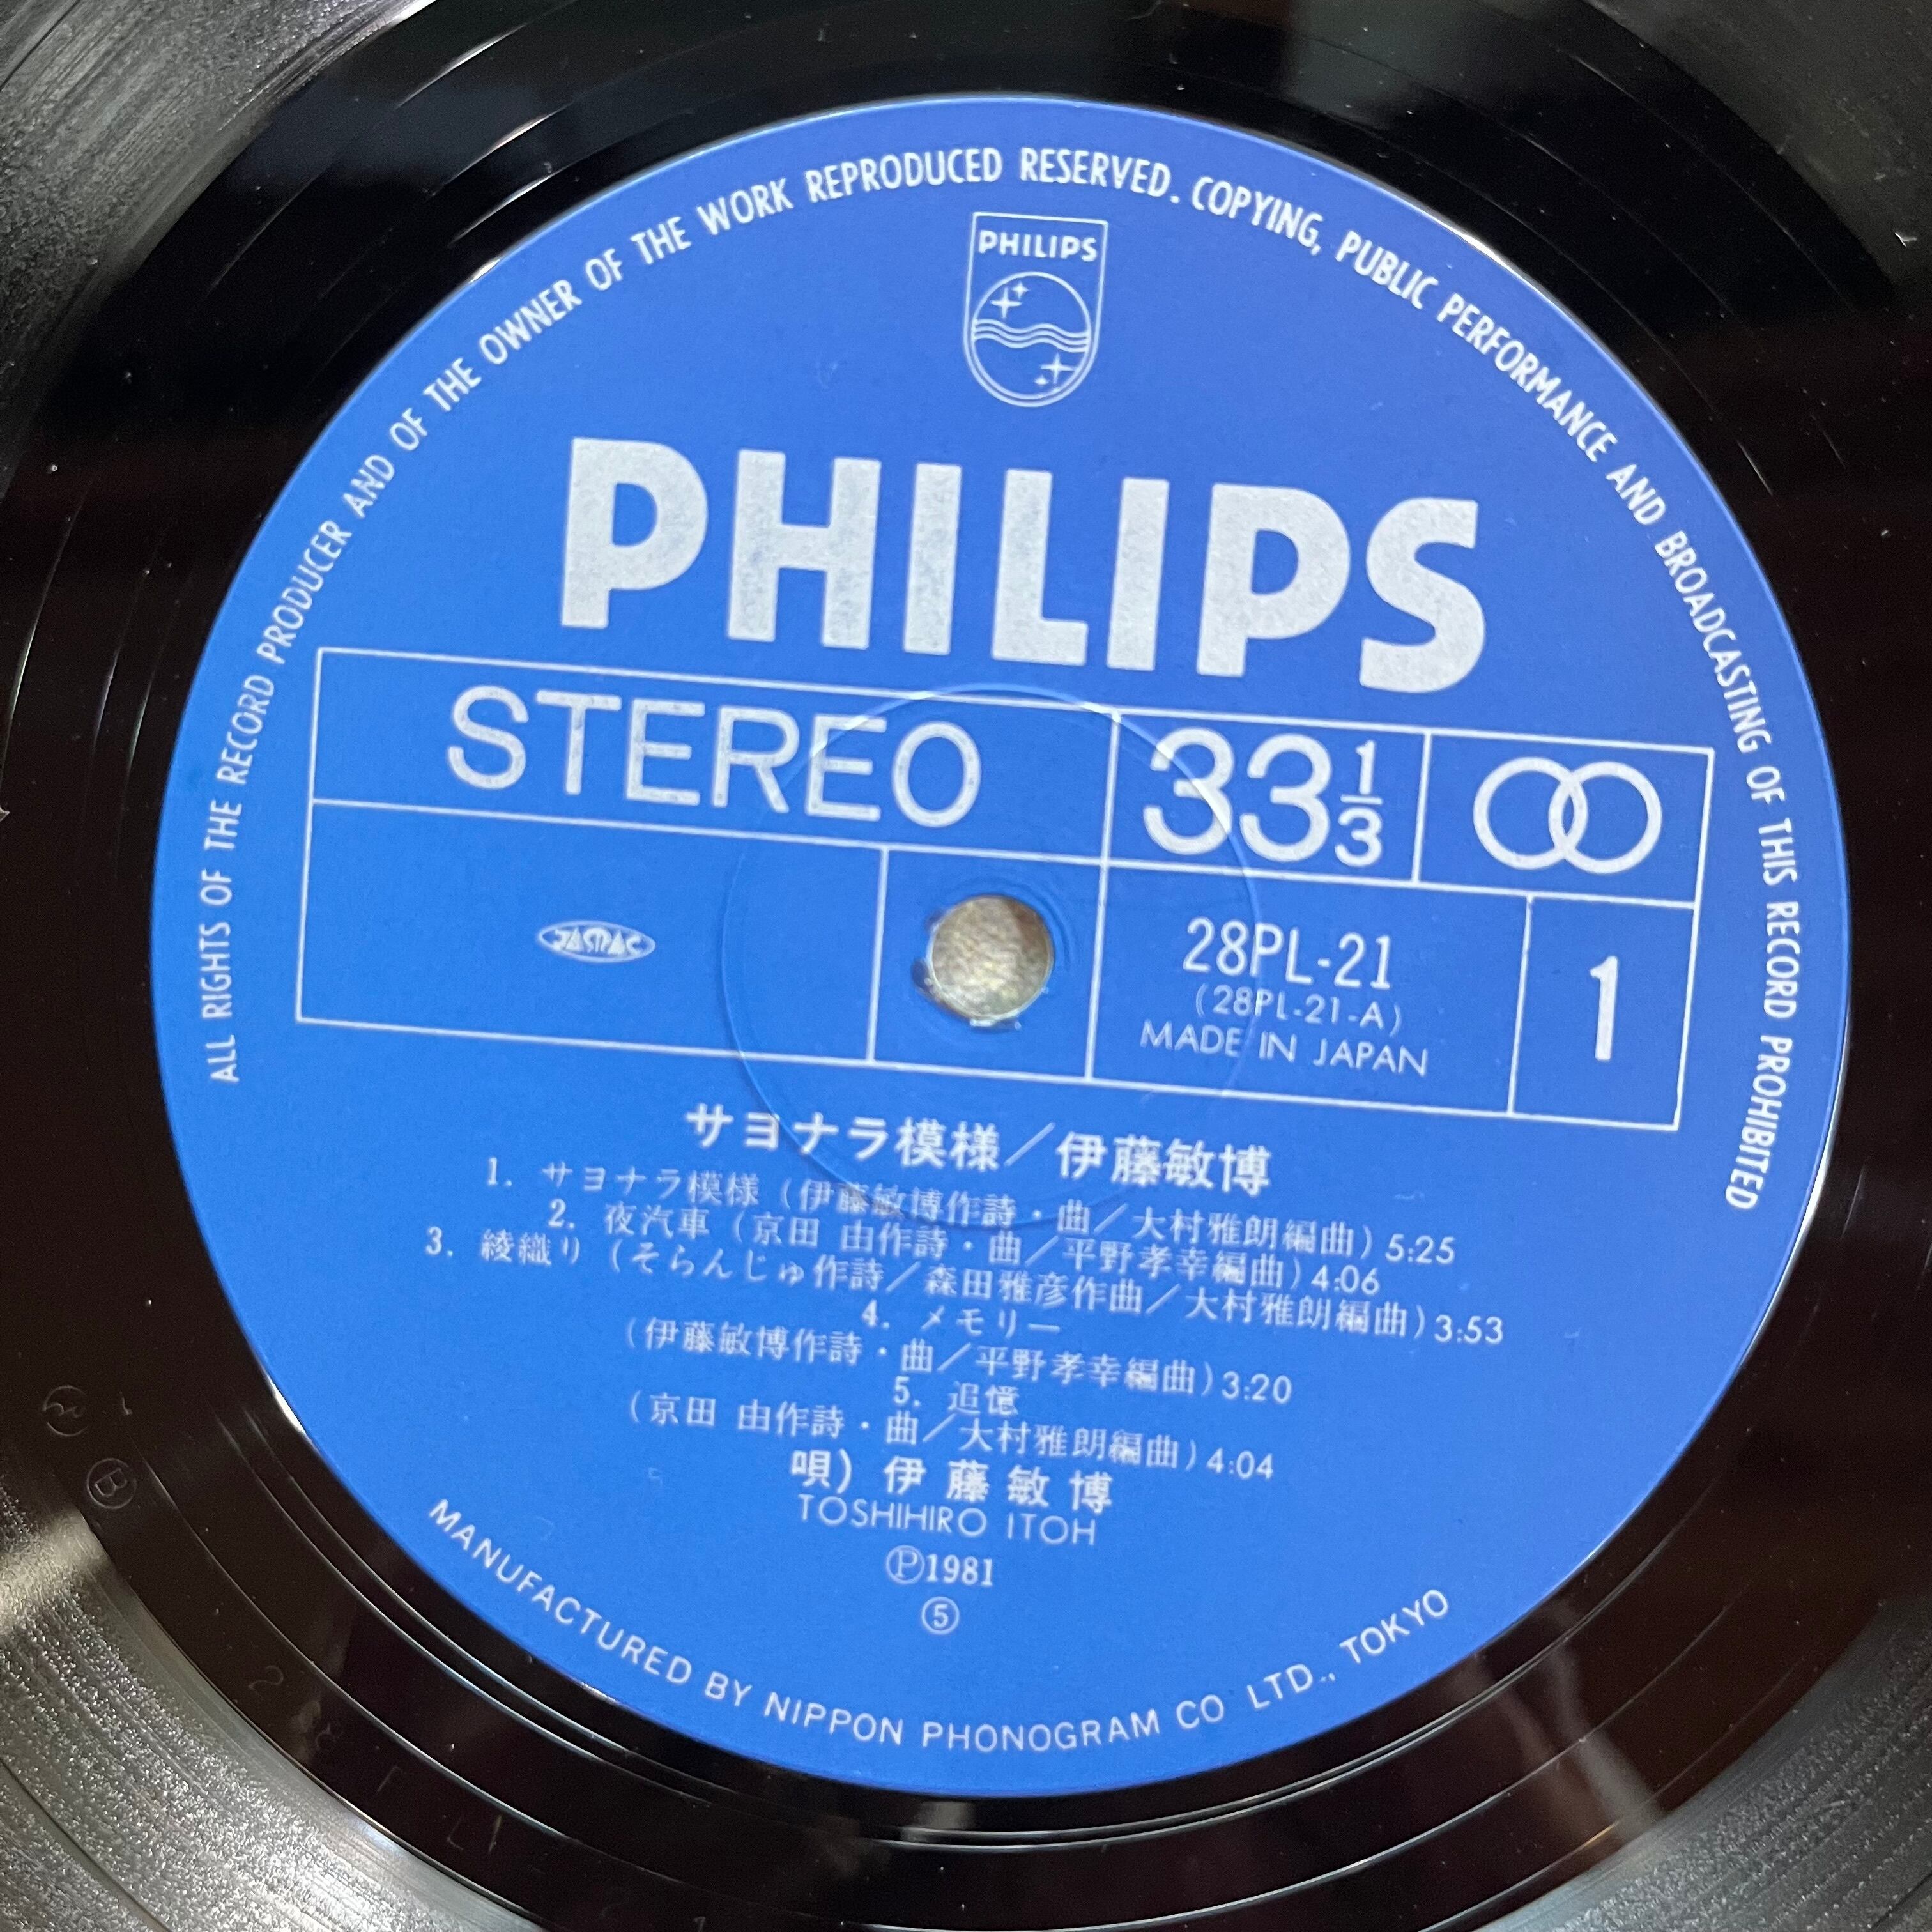 ALL RIGHTS OF THE RECORD PRODUCER AND OF THE OWNER OF THE WORK REPRODUCED RESERVED. COPYING, PUBLIC PERFORMANCE AND BROADCASTING OF THIS RECORD PROHIBITED
PHILIPS
PHILIPS
STEREO
33 1/3
JASRAC
28PL-21
(28PL-21-A)
MADE IN JAPAN
1
サヨナラ模様／伊藤敏博
1. サヨナラ模様（伊藤敏博作詩・曲／大村雅朗編曲）5:25
2. 夜汽車（京田 由作詩・曲／平野孝幸編曲）4:06
3. 綾織り（そらんじゅ作詩／森田雅彦作曲／大村雅朗編曲）3:53
4. メモリー
（伊藤敏博作詩・曲／平野孝幸編曲）3:20
5. 追憶
（京田 由作詩・曲／大村雅朗編曲）4:04
唄）伊藤敏博
TOSHIHIRO ITOH
Ⓟ1981
⑤
MANUFACTURED BY NIPPON PHONOGRAM CO LTD., TOKYO